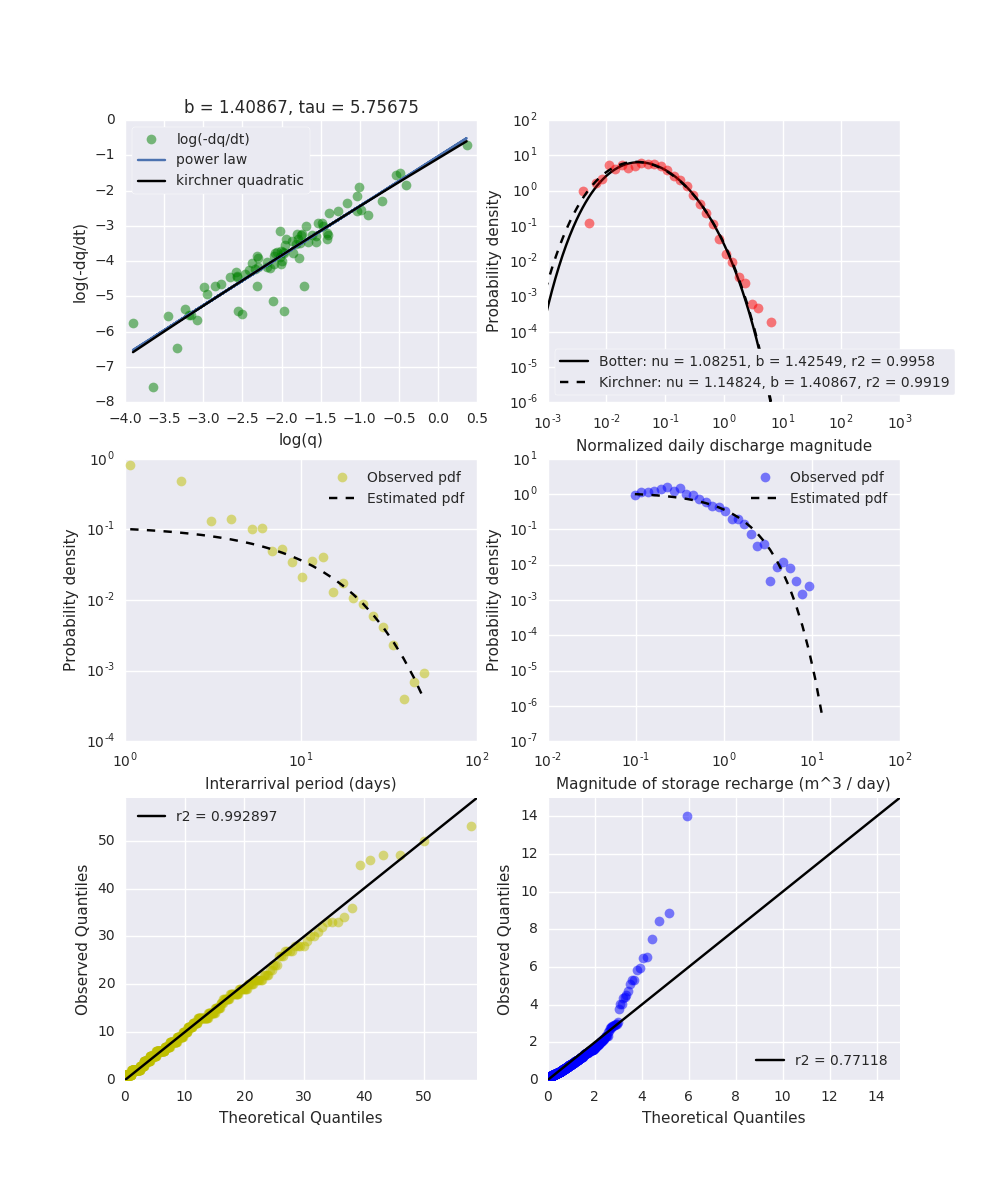 b = 1.40867, tau = 5.75675
0
−1
−2
−3
−4
−5
−6
−7
−8
log(-dq/dt)
log(-dq/dt)
power law
kirchner quadratic
−4.0 −3.5 −3.0 −2.5 −2.0 −1.5 −1.0 −0.5 0.0 0.5
log(q)
10^2
10^1
10^0
10^-1
10^-2
10^-3
10^-4
10^-5
10^-6
Probability density
Botter: nu = 1.08251, b = 1.42549, r2 = 0.9958
Kirchner: nu = 1.14824, b = 1.40867, r2 = 0.9919
10^-3 10^-2 10^-1 10^0 10^1 10^2 10^3
Normalized daily discharge magnitude
10^0
10^-1
10^-2
10^-3
10^-4
Probability density
Observed pdf
Estimated pdf
10^0 10^1 10^2
Interarrival period (days)
10^1
10^0
10^-1
10^-2
10^-3
10^-4
10^-5
10^-6
10^-7
Probability density
Observed pdf
Estimated pdf
10^-2 10^-1 10^0 10^1 10^2
Magnitude of storage recharge (m^3 / day)
50
40
30
20
10
0
Observed Quantiles
r2 = 0.992897
0 10 20 30 40 50
Theoretical Quantiles
14
12
10
8
6
4
2
0
Observed Quantiles
r2 = 0.77118
0 2 4 6 8 10 12 14
Theoretical Quantiles